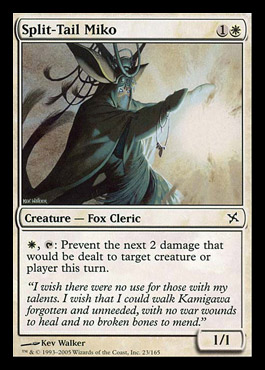 Split-Tail Miko 1
Creature — Fox Cleric
, : Prevent the next 2 damage that
would be dealt to target creature or
player this turn.
“I wish there were no use for those with my
talents. I wish that I could walk Kamigawa
forgotten and unneeded, with no war wounds
to heal and no broken bones to mend.”
1/1
Kev Walker
™ & © 1993–2005 Wizards of the Coast, Inc. 23/165